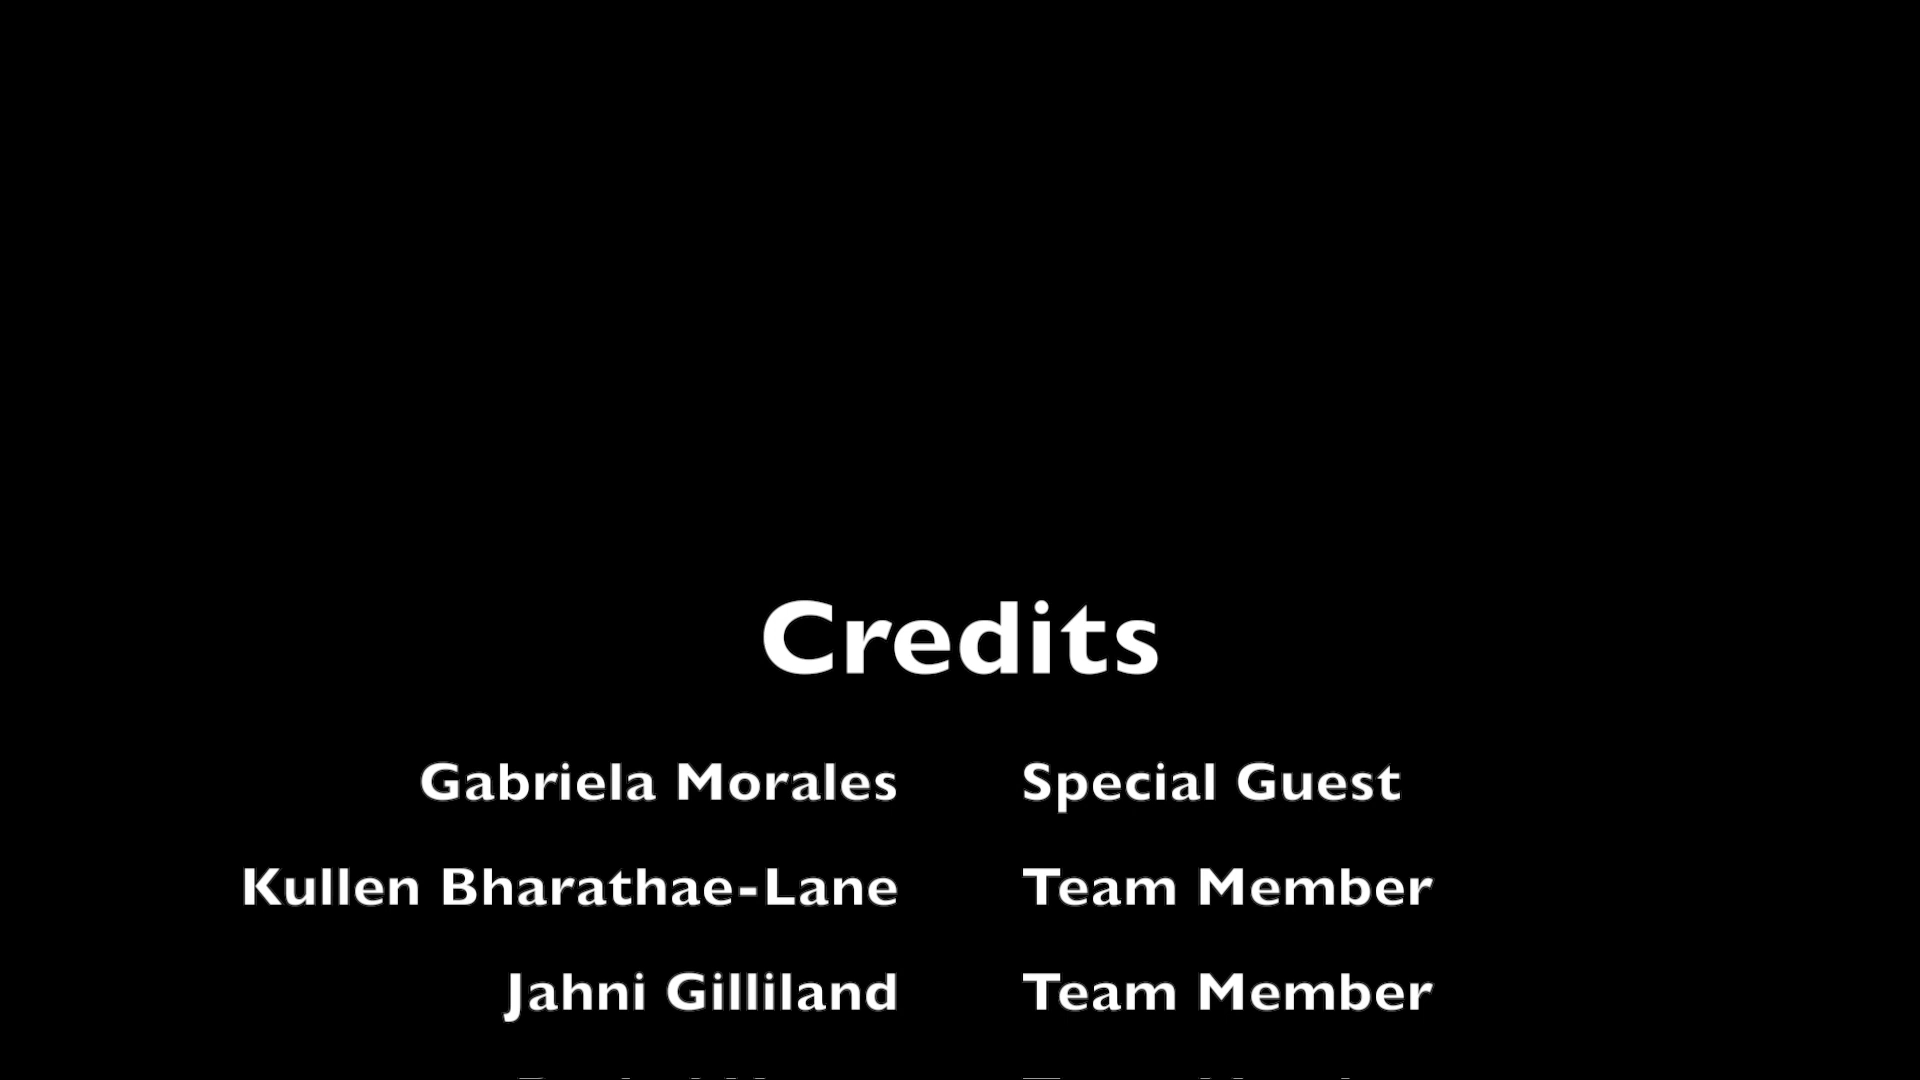 Credits
Gabriela Morales Special Guest
Kullen Bharathae-Lane Team Member
Jahni Gilliland Team Member